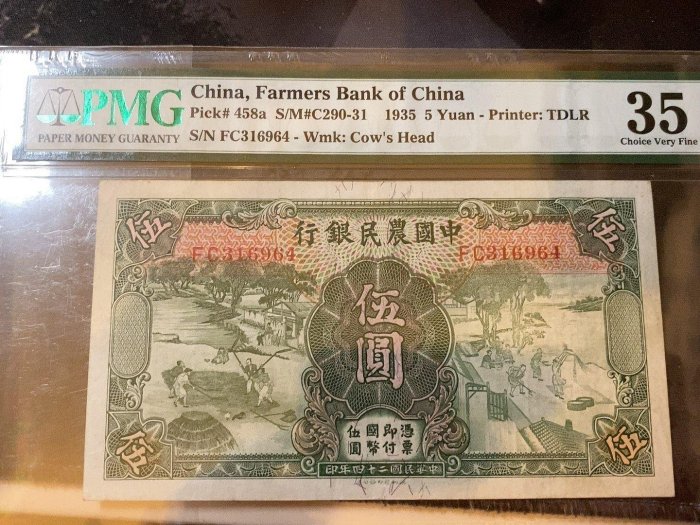 PMG
PAPER MONEY GUARANTY
China, Farmers Bank of China
Pick# 458a S/M#C290-31 1935 5 Yuan - Printer: TDLR
S/N FC316964 - Wmk: Cow's Head
35
Choice Very Fine
伍
行銀民農國中
伍
FC316964
FC316964
伍圓
憑票即付國幣伍圓
伍
印年四十二國民華中
伍